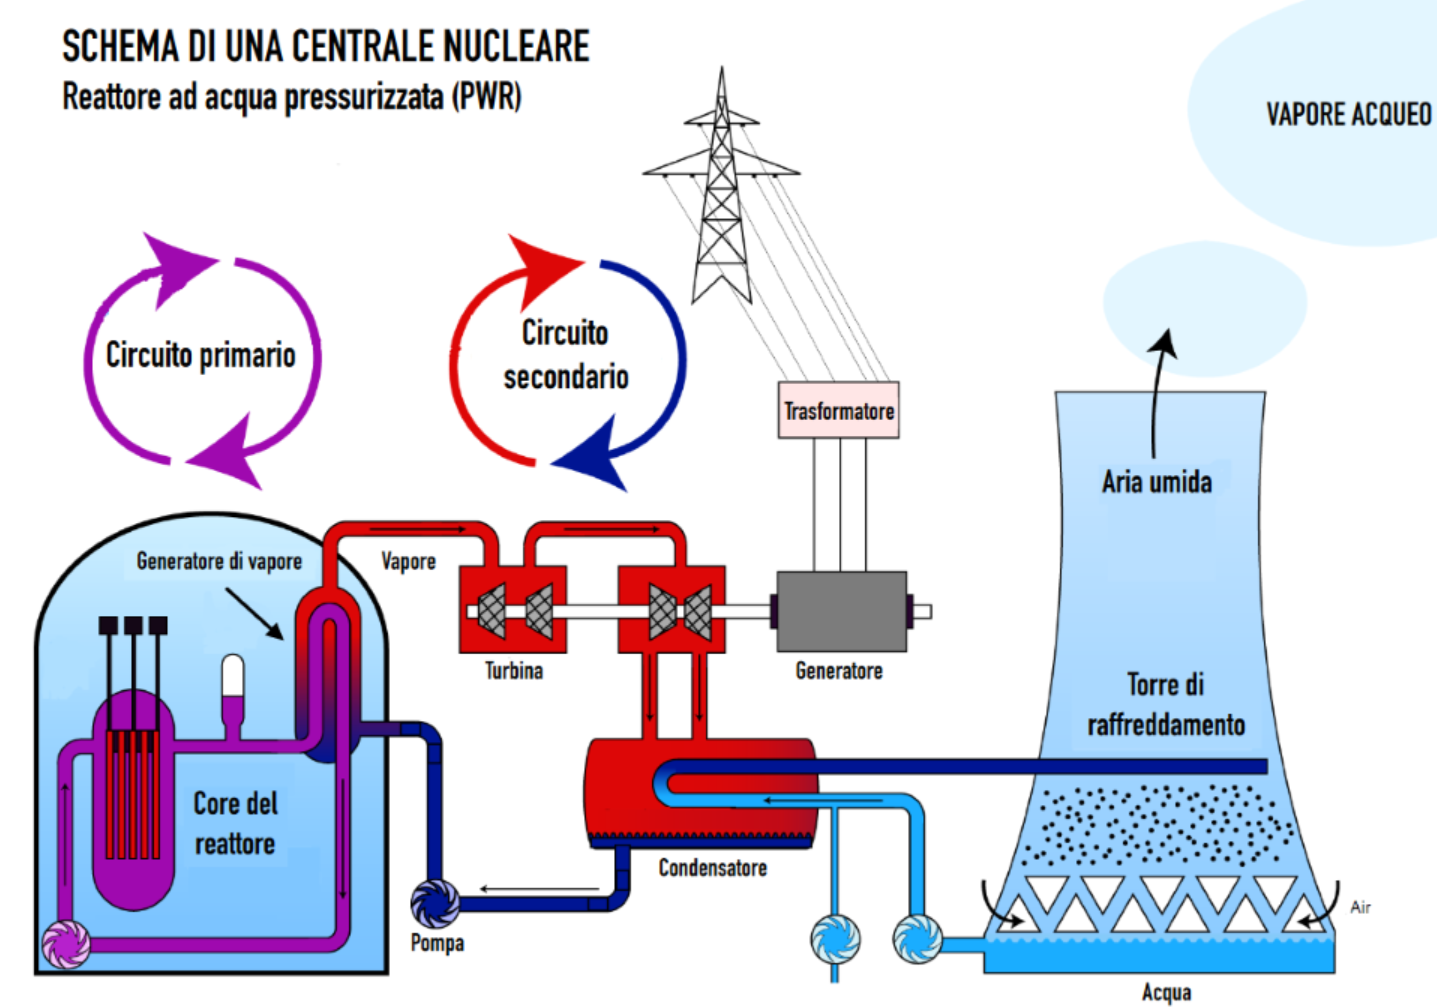 SCHEMA DI UNA CENTRALE NUCLEARE
Reattore ad acqua pressurizzata (PWR)
VAPORE ACQUEO
Circuito primario
Circuito
secondario
Trasformatore
Aria umida
Generatore di vapore
Vapore
Turbina
Generatore
Torre di
raffreddamento
Core del
reattore
Condensatore
Air
Pompa
Acqua